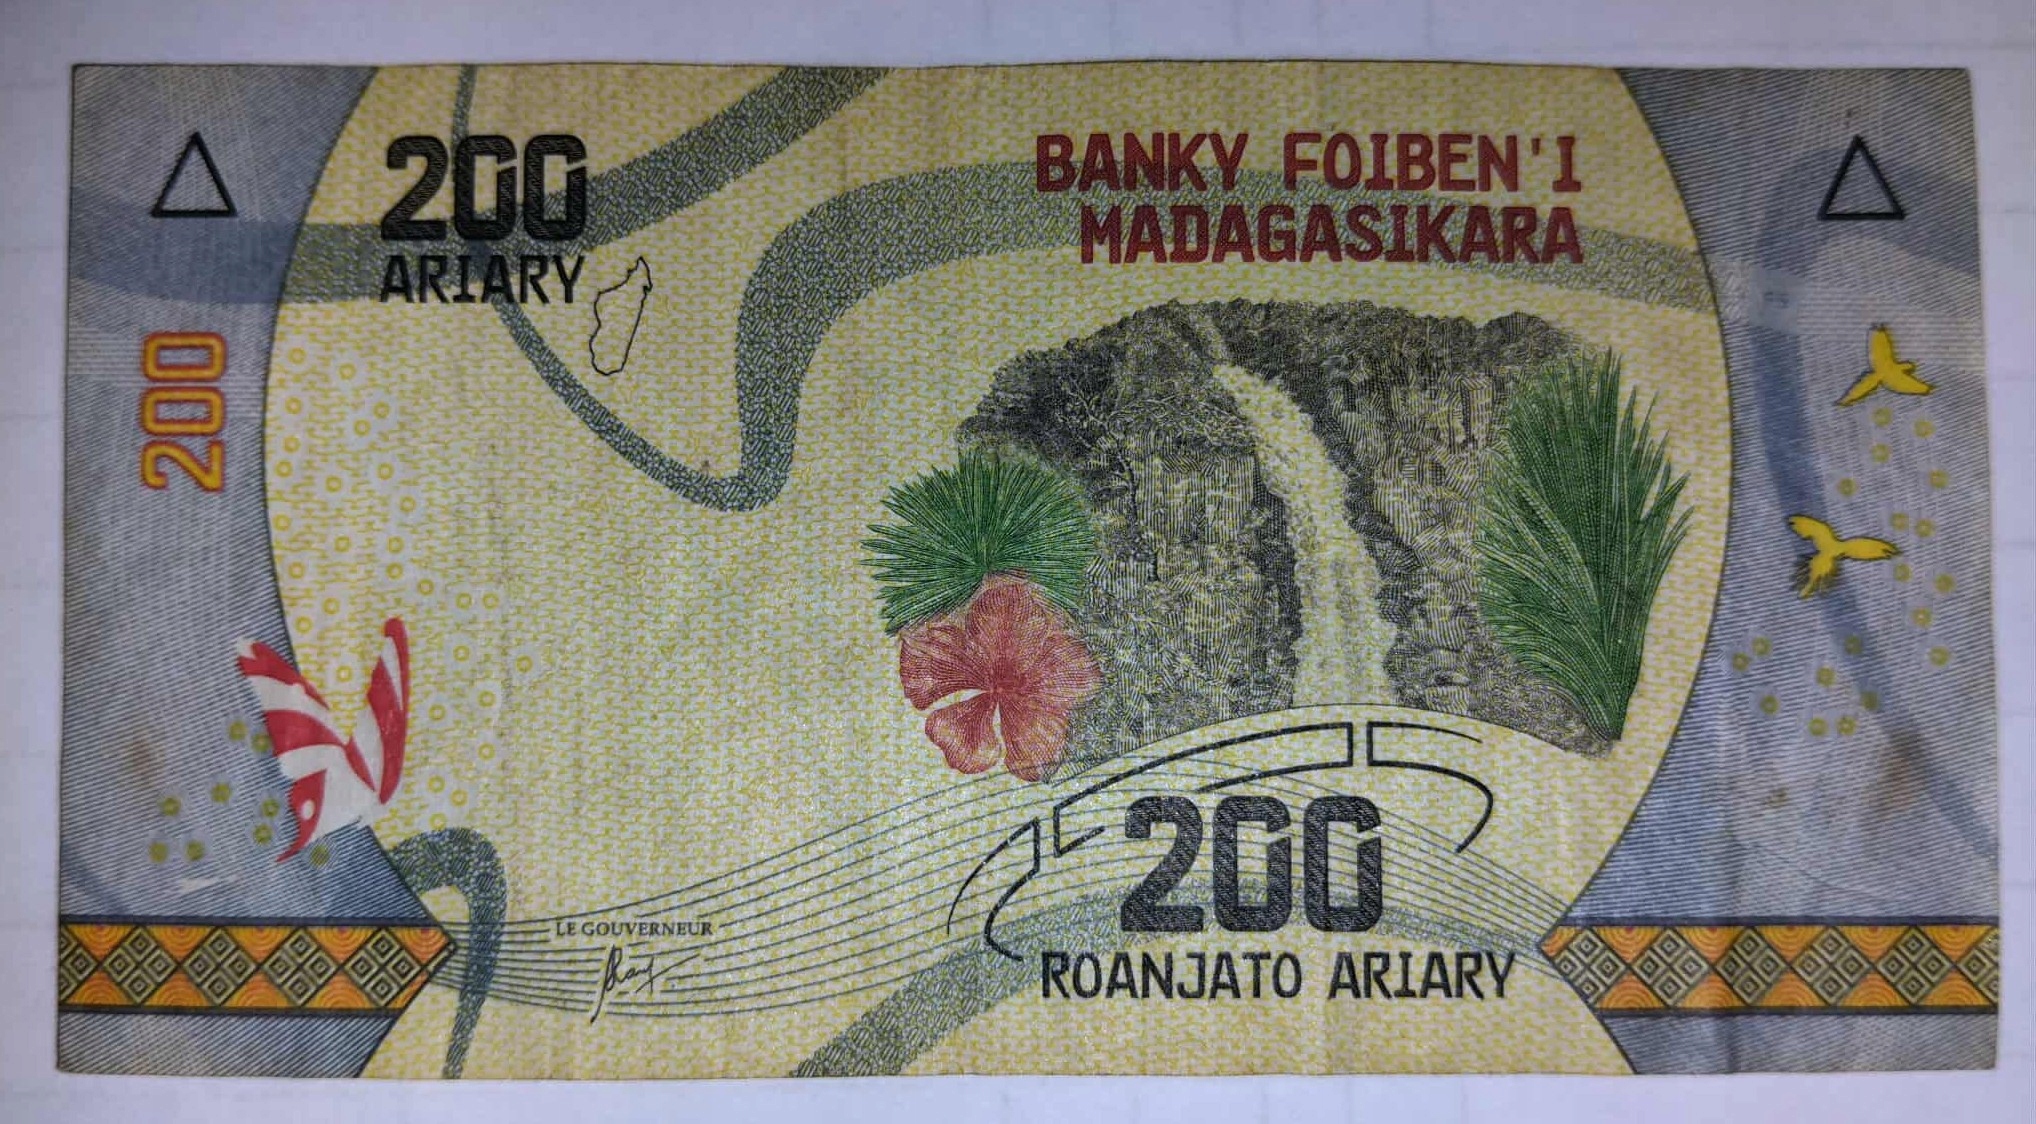 200
ARIARY
BANKY FOIBEN'I
MADAGASIKARA
200
LE GOUVERNEUR
200
ROANJATO ARIARY